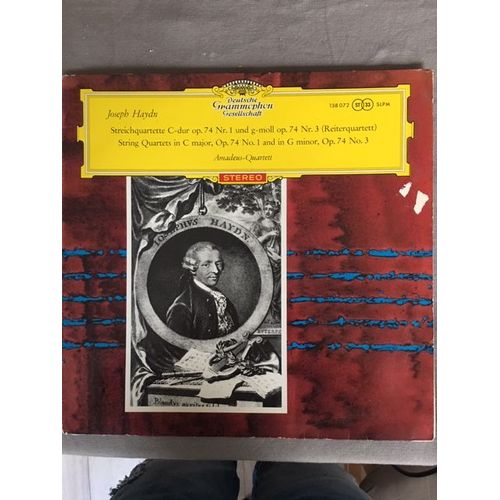 Deutsche
Grammophon
Gesellschaft
Joseph Haydn
138 072 ST 33 SLPM
Streichquartette C-dur op. 74 Nr. 1 und g-moll op. 74 Nr. 3 (Reiterquartett)
String Quartets in C major, Op. 74 No. 1 and in G minor, Op. 74 No. 3
Amadeus-Quartett
STEREO
IOSEPHVS HAYDN